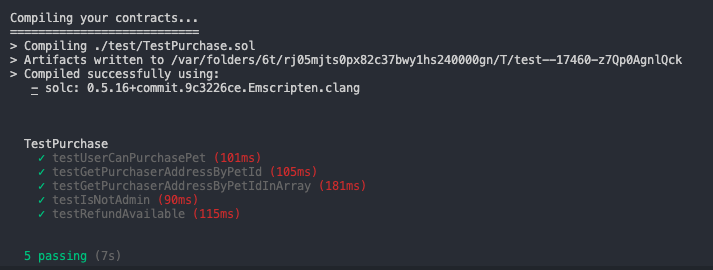 Compiling your contracts...
===========================
> Compiling ./test/TestPurchase.sol
> Artifacts written to /var/folders/6t/rj05mjts0px82c37bwy1hs240000gn/T/test--17460-z7Qp0AgnlQck
> Compiled successfully using:
- solc: 0.5.16+commit.9c3226ce.Emscripten.clang
TestPurchase
✓ testUserCanPurchasePet (101ms)
✓ testGetPurchaserAddressByPetId (105ms)
✓ testGetPurchaserAddressByPetIdInArray (181ms)
✓ testIsNotAdmin (90ms)
✓ testRefundAvailable (115ms)
5 passing (7s)